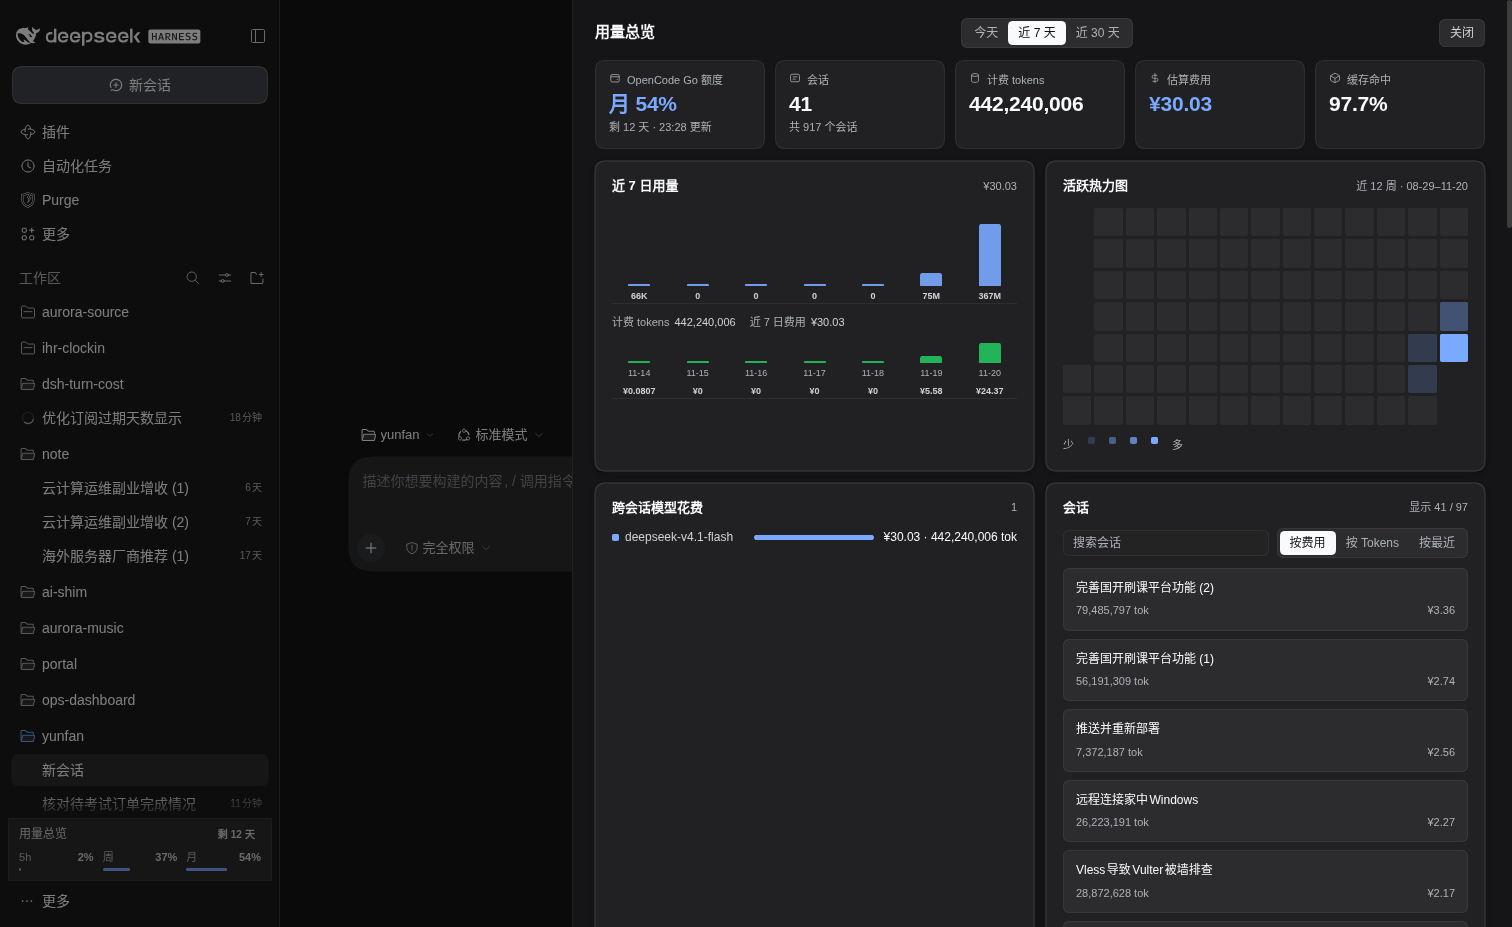 deepseek HARNESS
新会话
插件
自动化任务
Purge
更多
工作区
aurora-source
ihr-clockin
dsh-turn-cost
优化订阅过期天数显示 18分钟
note
云计算运维副业增收 (1) 6天
云计算运维副业增收 (2) 7天
海外服务器厂商推荐 (1) 17天
ai-shim
aurora-music
portal
ops-dashboard
yunfan
新会话
核对待考试订单完成情况 11分钟
用量总览 剩 12 天
5h 2% 周 37% 月 54%
··· 更多
yunfan 标准模式
描述你想要构建的内容, / 调用指令
+ 完全权限
用量总览
今天 近 7 天 近 30 天
关闭
OpenCode Go 额度
月 54%
剩 12 天 · 23:28 更新
会话
41
共 917 个会话
计费 tokens
442,240,006
估算费用
¥30.03
缓存命中
97.7%
近 7 日用量 ¥30.03
66K 0 0 0 0 75M 367M
计费 tokens 442,240,006 近 7 日费用 ¥30.03
11-14 11-15 11-16 11-17 11-18 11-19 11-20
¥0.0807 ¥0 ¥0 ¥0 ¥0 ¥5.58 ¥24.37
活跃热力图 近 12 周 · 08-29–11-20
少 多
跨会话模型花费 1
deepseek-v4.1-flash ¥30.03 · 442,240,006 tok
会话 显示 41 / 97
搜索会话 按费用 按 Tokens 按最近
完善国开刷课平台功能 (2)
79,485,797 tok ¥3.36
完善国开刷课平台功能 (1)
56,191,309 tok ¥2.74
推送并重新部署
7,372,187 tok ¥2.56
远程连接家中Windows
26,223,191 tok ¥2.27
Vless导致Vulter被墙排查
28,872,628 tok ¥2.17